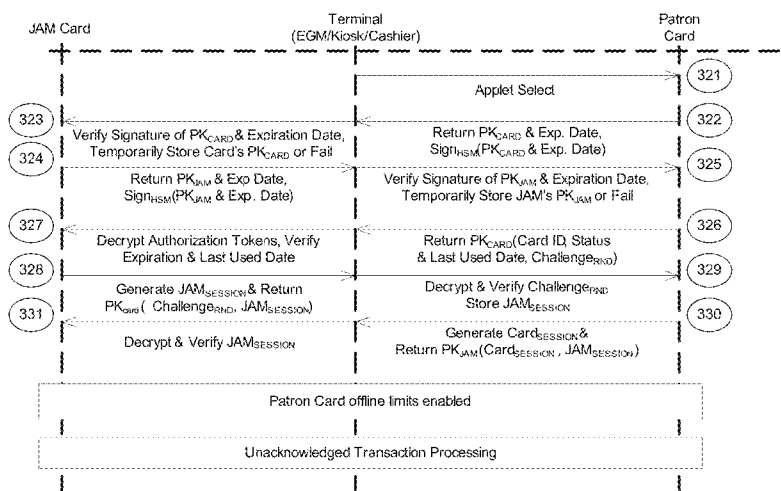 JAM Card
Terminal
(EGM/Kiosk/Cashier)
Patron
Card
321
Applet Select
323
322
Verify Signature of PKCARD & Expiration Date,
Temporarily Store Card's PKCARD or Fail
Return PKCARD & Exp. Date,
SignHSM(PKCARD & Exp. Date)
324
325
Return PKJAM & Exp Date,
SignHSM(PKJAM & Exp. Date)
Verify Signature of PKJAM & Expiration Date,
Temporarily Store JAM's PKJAM or Fail
327
326
Decrypt Authorization Tokens, Verify
Expiration & Last Used Date
Return PKCARD(Card ID, Status
& Last Used Date, ChallengeRND)
328
329
Generate JAMSESSION & Return
PKcard( ChallengeRND, JAMSESSION)
Decrypt & Verify ChallengeRND
Store JAMSESSION
331
330
Decrypt & Verify JAMSESSION
Generate CardSESSION &
Return PKJAM(CardSESSION , JAMSESSION)
Patron Card offline limits enabled
Unacknowledged Transaction Processing